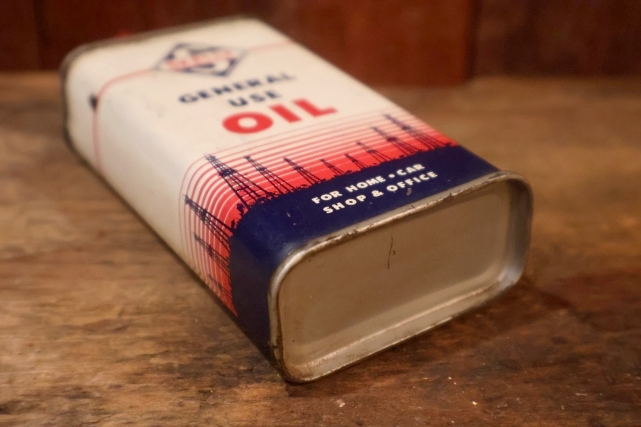 GENERAL
USE
OIL
FOR HOME • CAR
SHOP & OFFICE